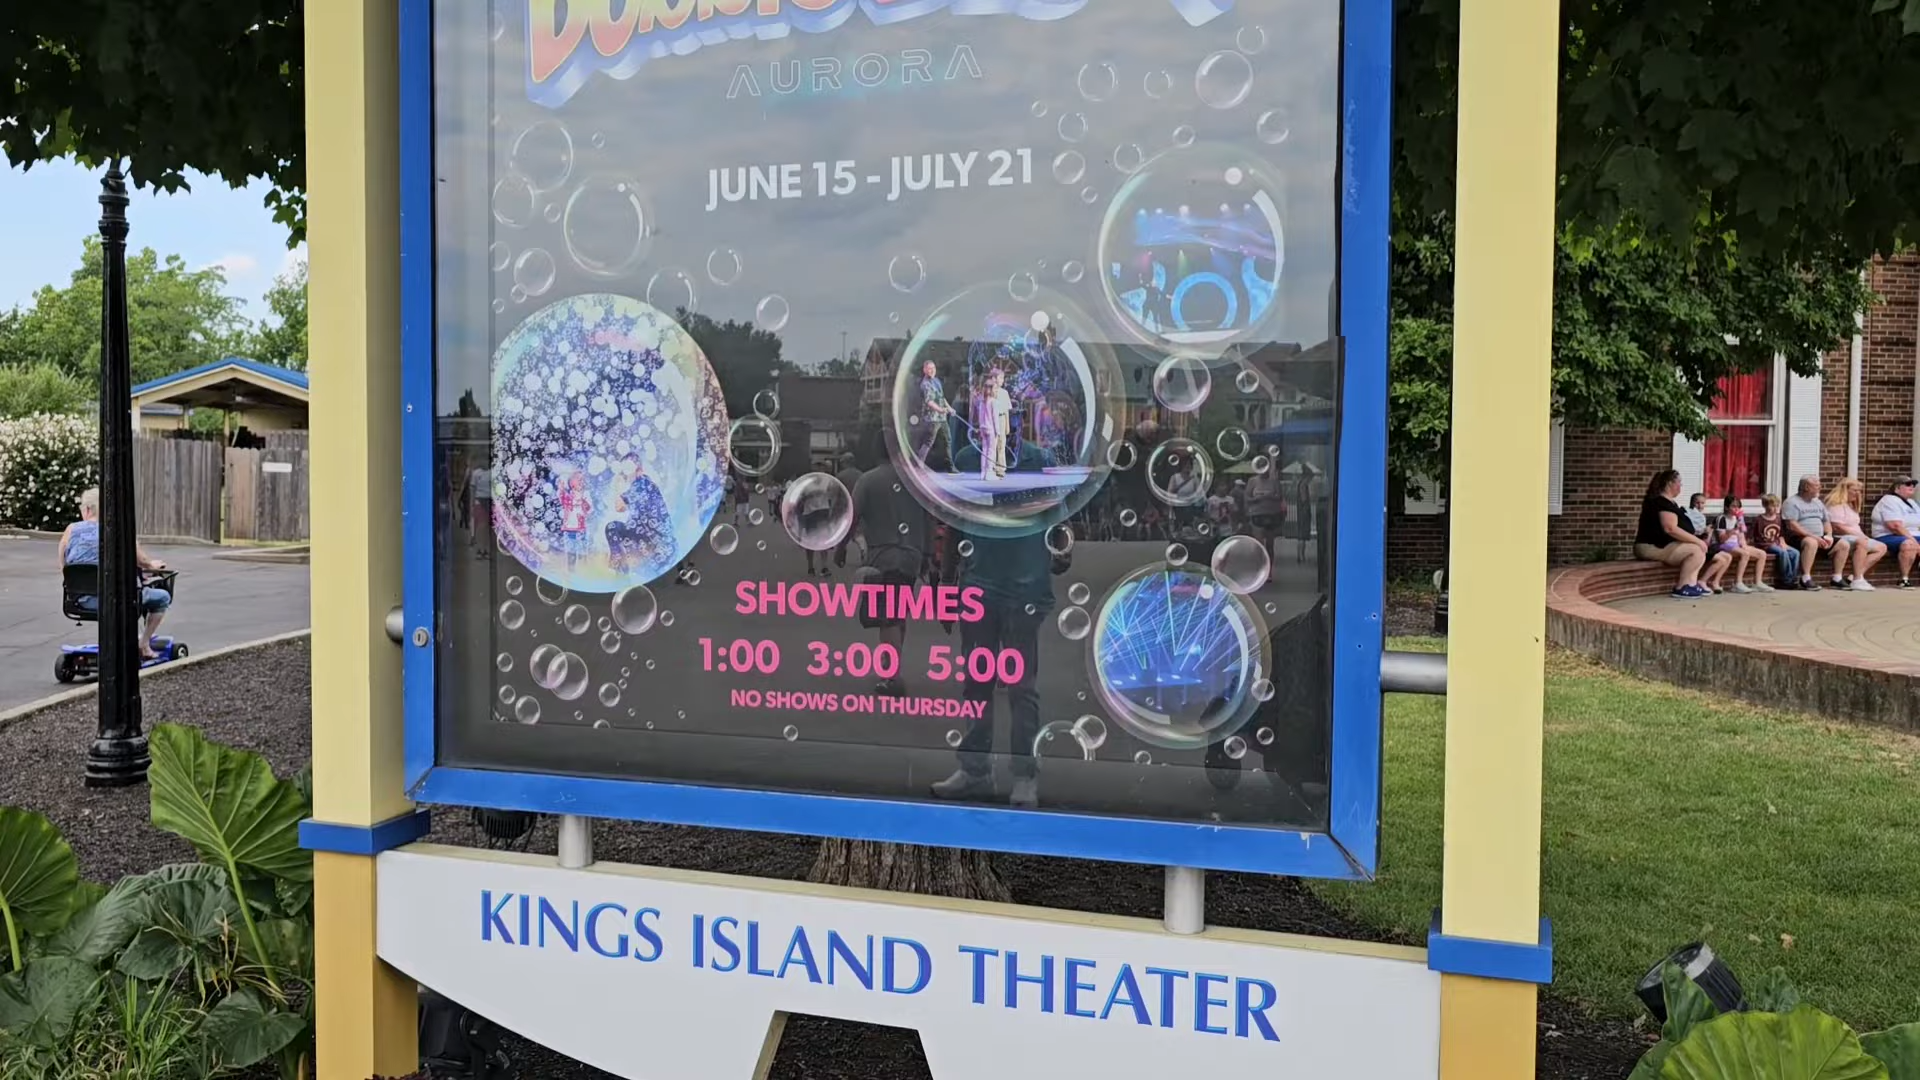 AURORA
JUNE 15 - JULY 21
SHOWTIMES
1:00 3:00 5:00
NO SHOWS ON THURSDAY
KINGS ISLAND THEATER